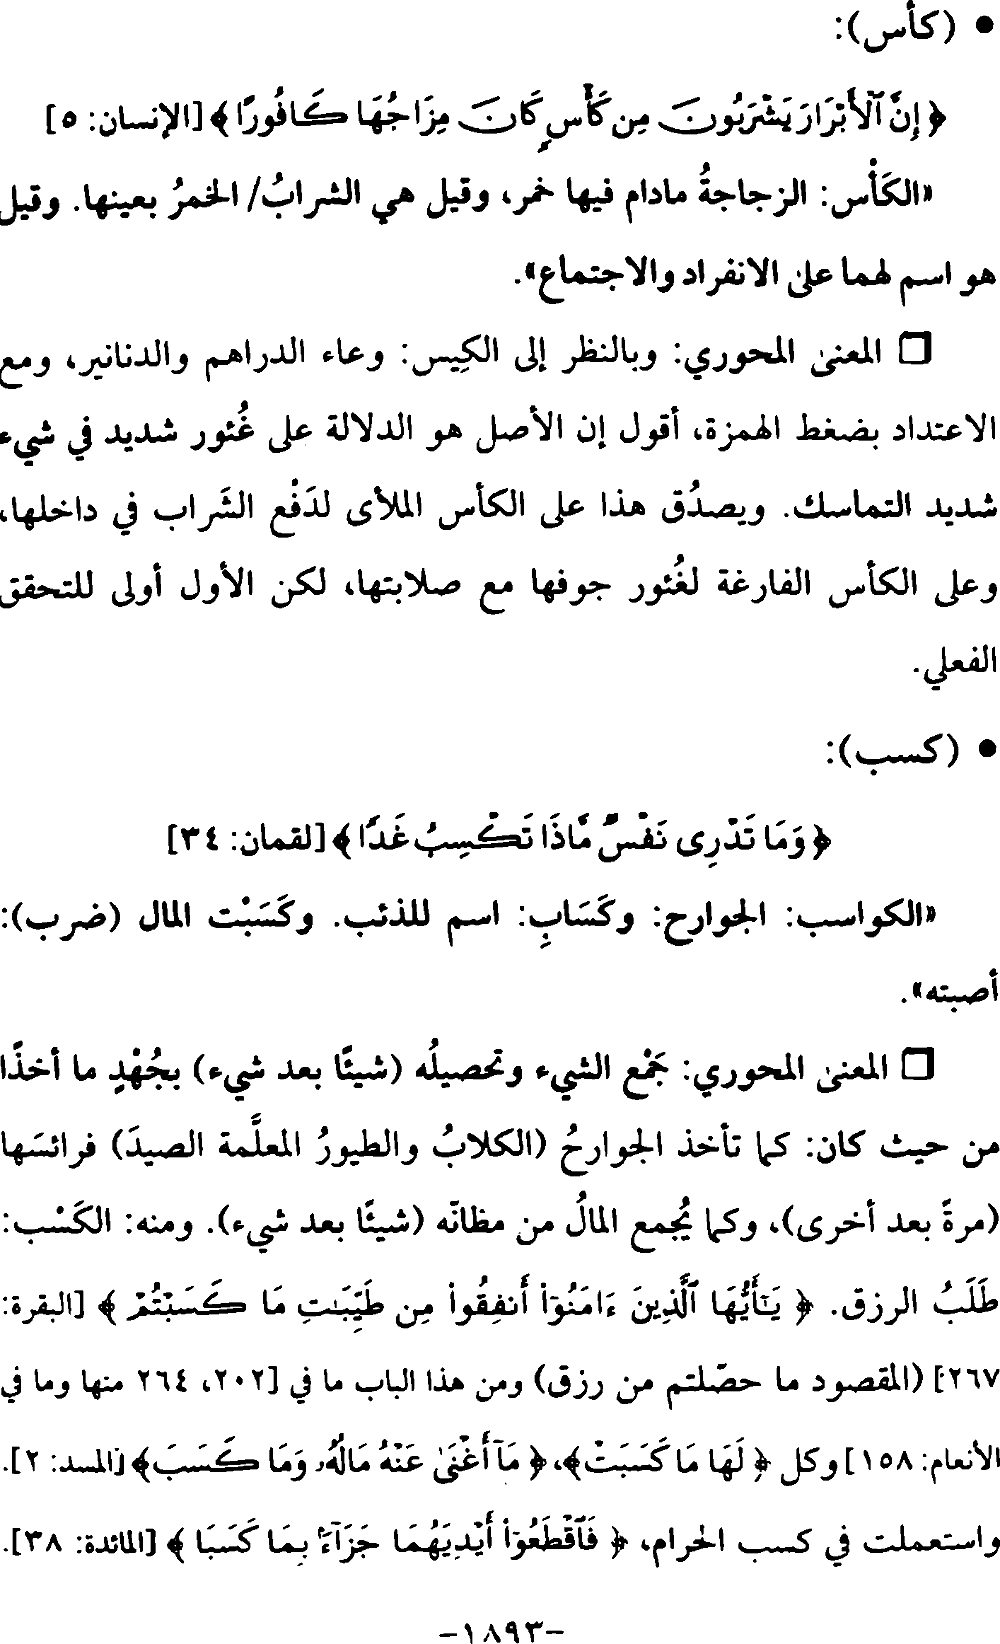 • (كأس):
﴿ إِنَّ ٱلْأَبْرَارَ يَشْرَبُونَ مِن كَأْسٍ كَانَ مِزَاجُهَا كَافُورًا ﴾ [الإنسان: ٥]
«الكَأْس: الزجاجةُ مادام فيها خمر، وقيل هي الشرابُ/ الخمرُ بعينها. وقيل
هو اسم لهما على الانفراد والاجتماع».
❒ المعنى المحوري: وبالنظر إلى الكِيس: وعاء الدراهم والدنانير، ومع
الاعتداد بضغط الهمزة، أقول إن الأصل هو الدلالة على غُئور شديد في شيء
شديد التماسك. ويصدُق هذا على الكأس الملأى لدَفْع الشَراب في داخلها،
وعلى الكأس الفارغة لغُئور جوفها مع صلابتها، لكن الأول أولى للتحقق
الفعلي.
• (كسب):
﴿ وَمَا تَدْرِى نَفْسٌ مَّاذَا تَكْسِبُ غَدًا ﴾ [لقمان: ٣٤]
«الكواسب: الجوارح: وكَسَابِ: اسم للذئب. وكَسَبْت المال (ضرب):
أصبته».
❒ المعنى المحوري: جَمْع الشيء وتحصيلُه (شيئًا بعد شيء) بجُهْدٍ ما أخذًا
من حيث كان: كما تأخذ الجوارحُ (الكلابُ والطيورُ المعلَّمة الصيدَ) فرائسَها
(مرةً بعد أخرى)، وكما يُجمع المالُ من مظانّه (شيئًا بعد شيء). ومنه: الكَسْب:
طَلَبُ الرزق. ﴿ يَـٰٓأَيُّهَا ٱلَّذِينَ ءَامَنُوٓا۟ أَنفِقُوا۟ مِن طَيِّبَـٰتِ مَا كَسَبْتُمْ ﴾ [البقرة:
٢٦٧] (المقصود ما حصّلتم من رزق) ومن هذا الباب ما في [٢٠٢، ٢٦٤ منها وما في
الأنعام: ١٥٨] وكل ﴿ لَهَا مَا كَسَبَتْ﴾، ﴿ مَآ أَغْنَىٰ عَنْهُ مَالُهُۥ وَمَا كَسَبَ﴾ [المسد: ٢].
واستعملت في كسب الحرام، ﴿ فَٱقْطَعُوٓا۟ أَيْدِيَهُمَا جَزَآءًۢ بِمَا كَسَبَا ﴾ [المائدة: ٣٨].
-١٨٩٣-